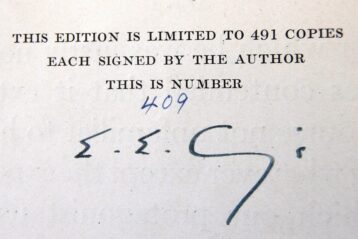 THIS EDITION IS LIMITED TO 491 COPIES
EACH SIGNED BY THE AUTHOR
THIS IS NUMBER
409
E. E. C